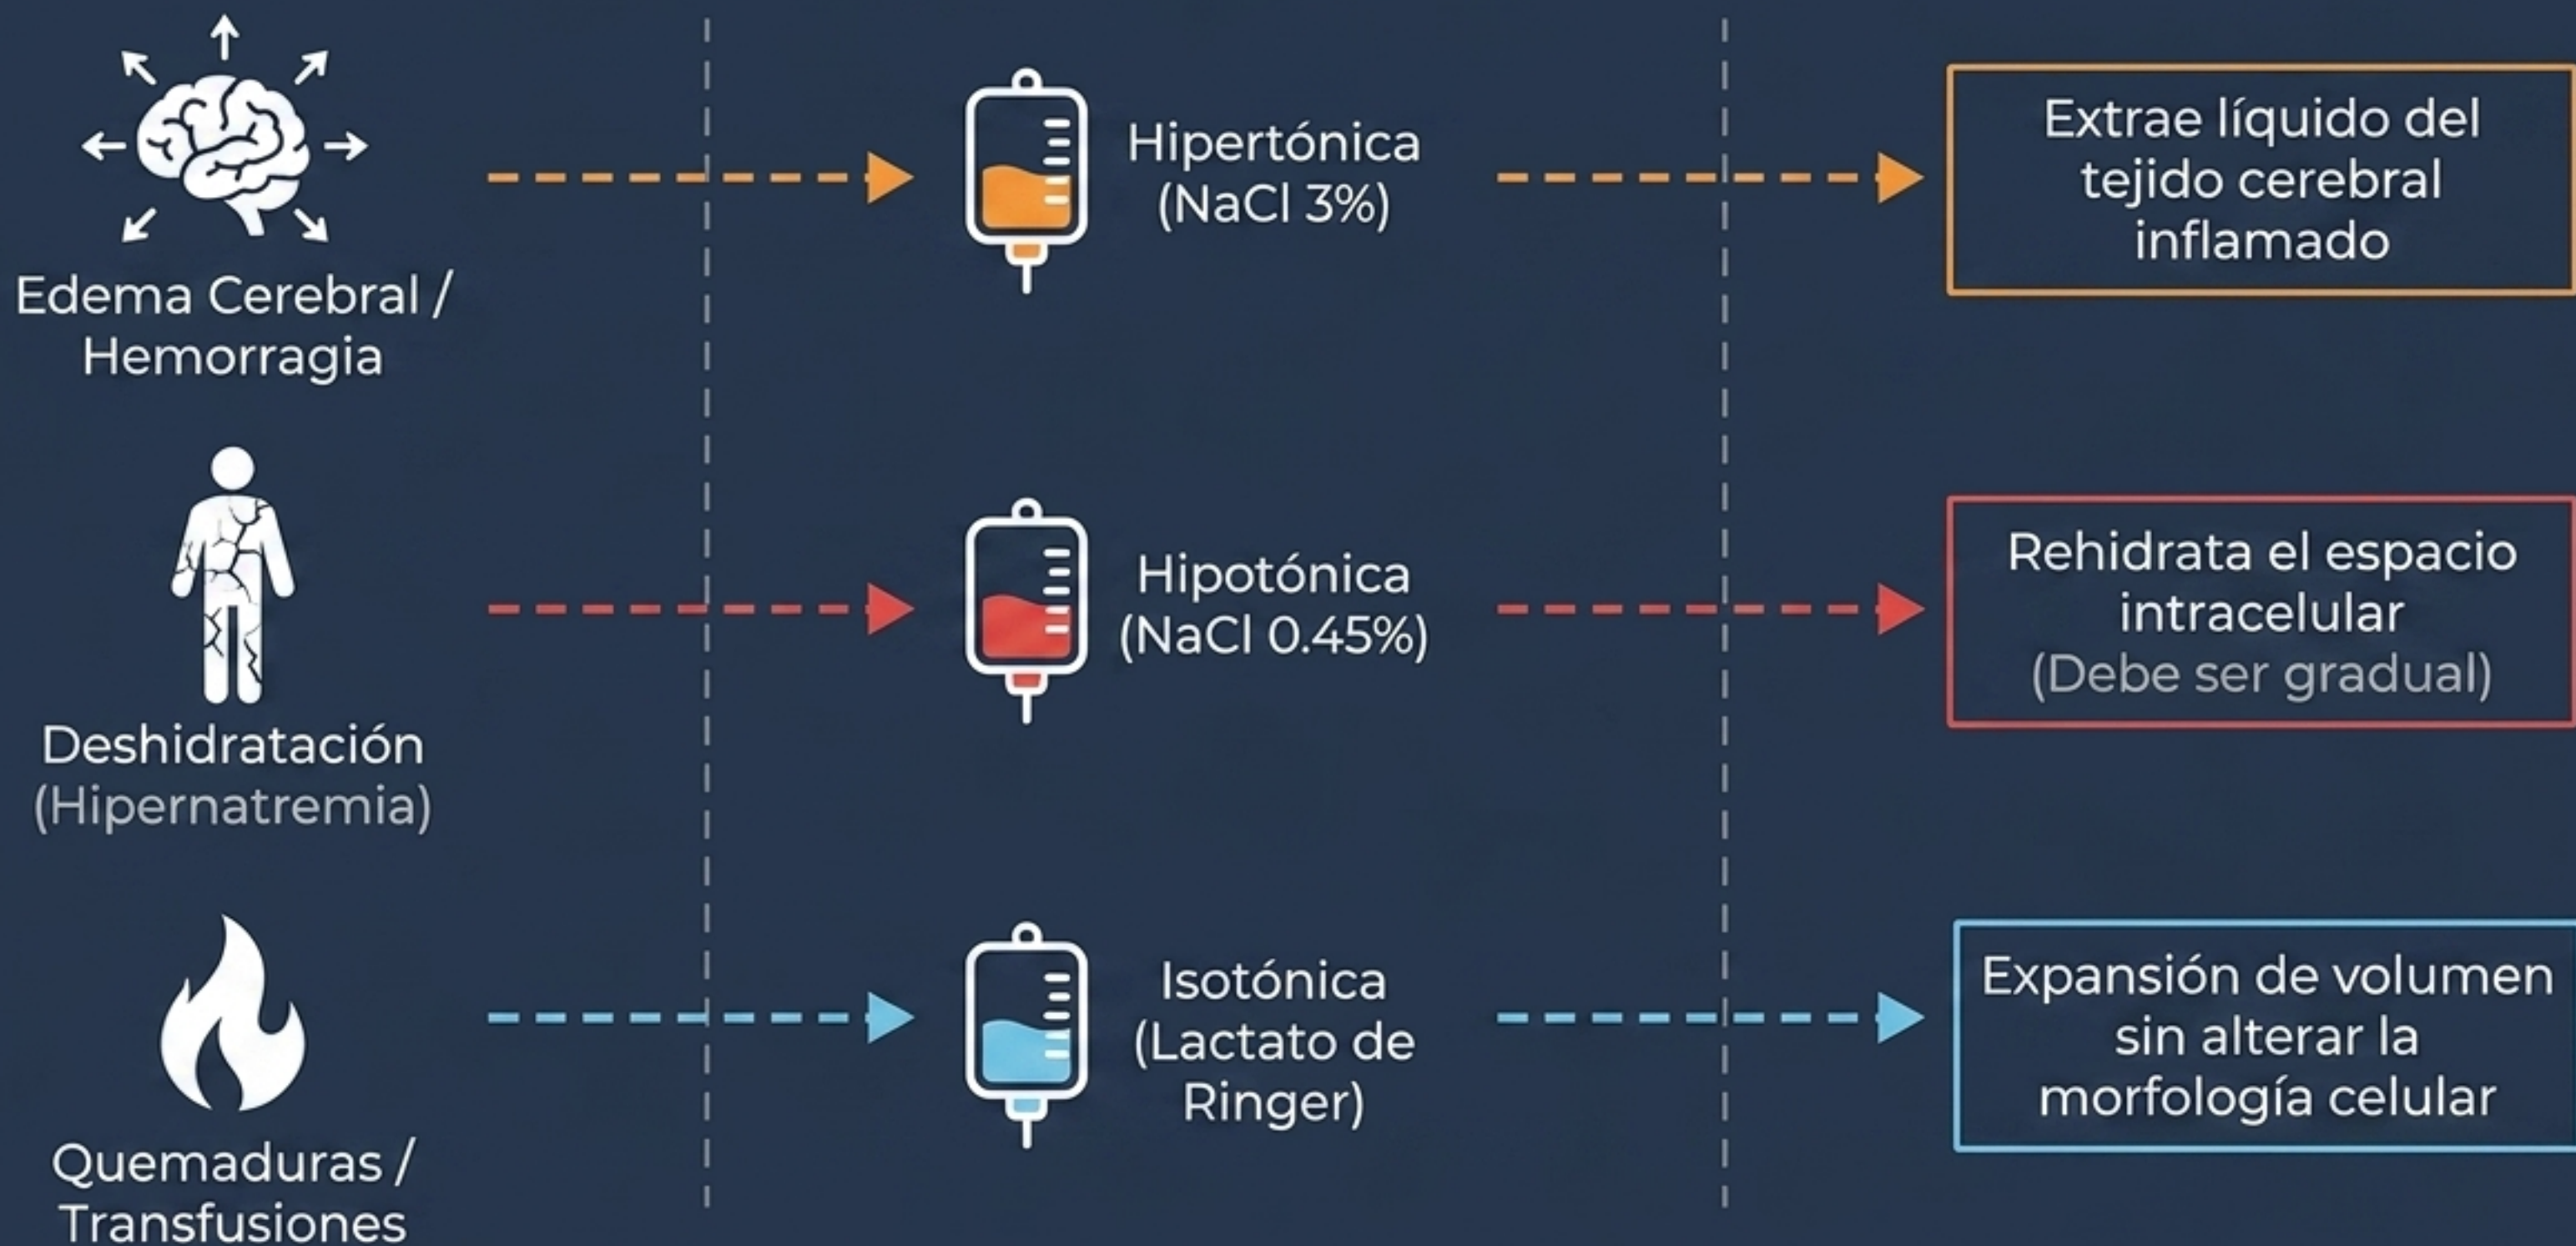 Edema Cerebral /
Hemorragia
Hipertónica
(NaCl 3%)
Extrae líquido del
tejido cerebral
inflamado
Deshidratación
(Hipernatremia)
Hipotónica
(NaCl 0.45%)
Rehidrata el espacio
intracelular
(Debe ser gradual)
Quemaduras /
Transfusiones
Isotónica
(Lactato de
Ringer)
Expansión de volumen
sin alterar la
morfología celular